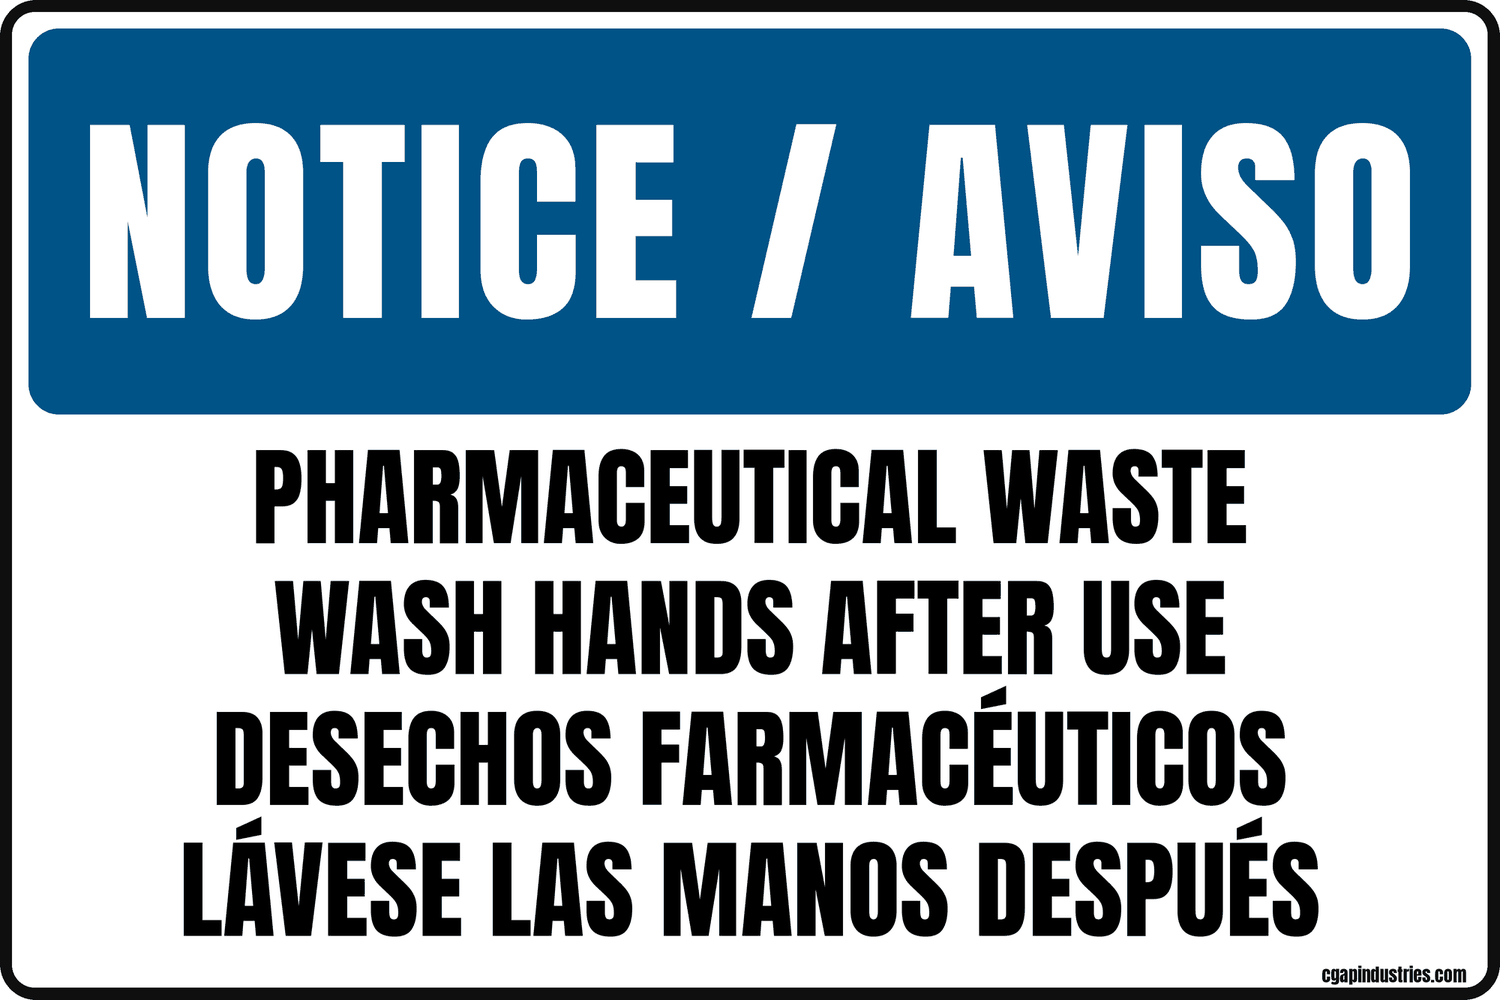 NOTICE / AVISO
PHARMACEUTICAL WASTE
WASH HANDS AFTER USE
DESECHOS FARMACÉUTICOS
LÁVESE LAS MANOS DESPUÉS
cgapindustries.com